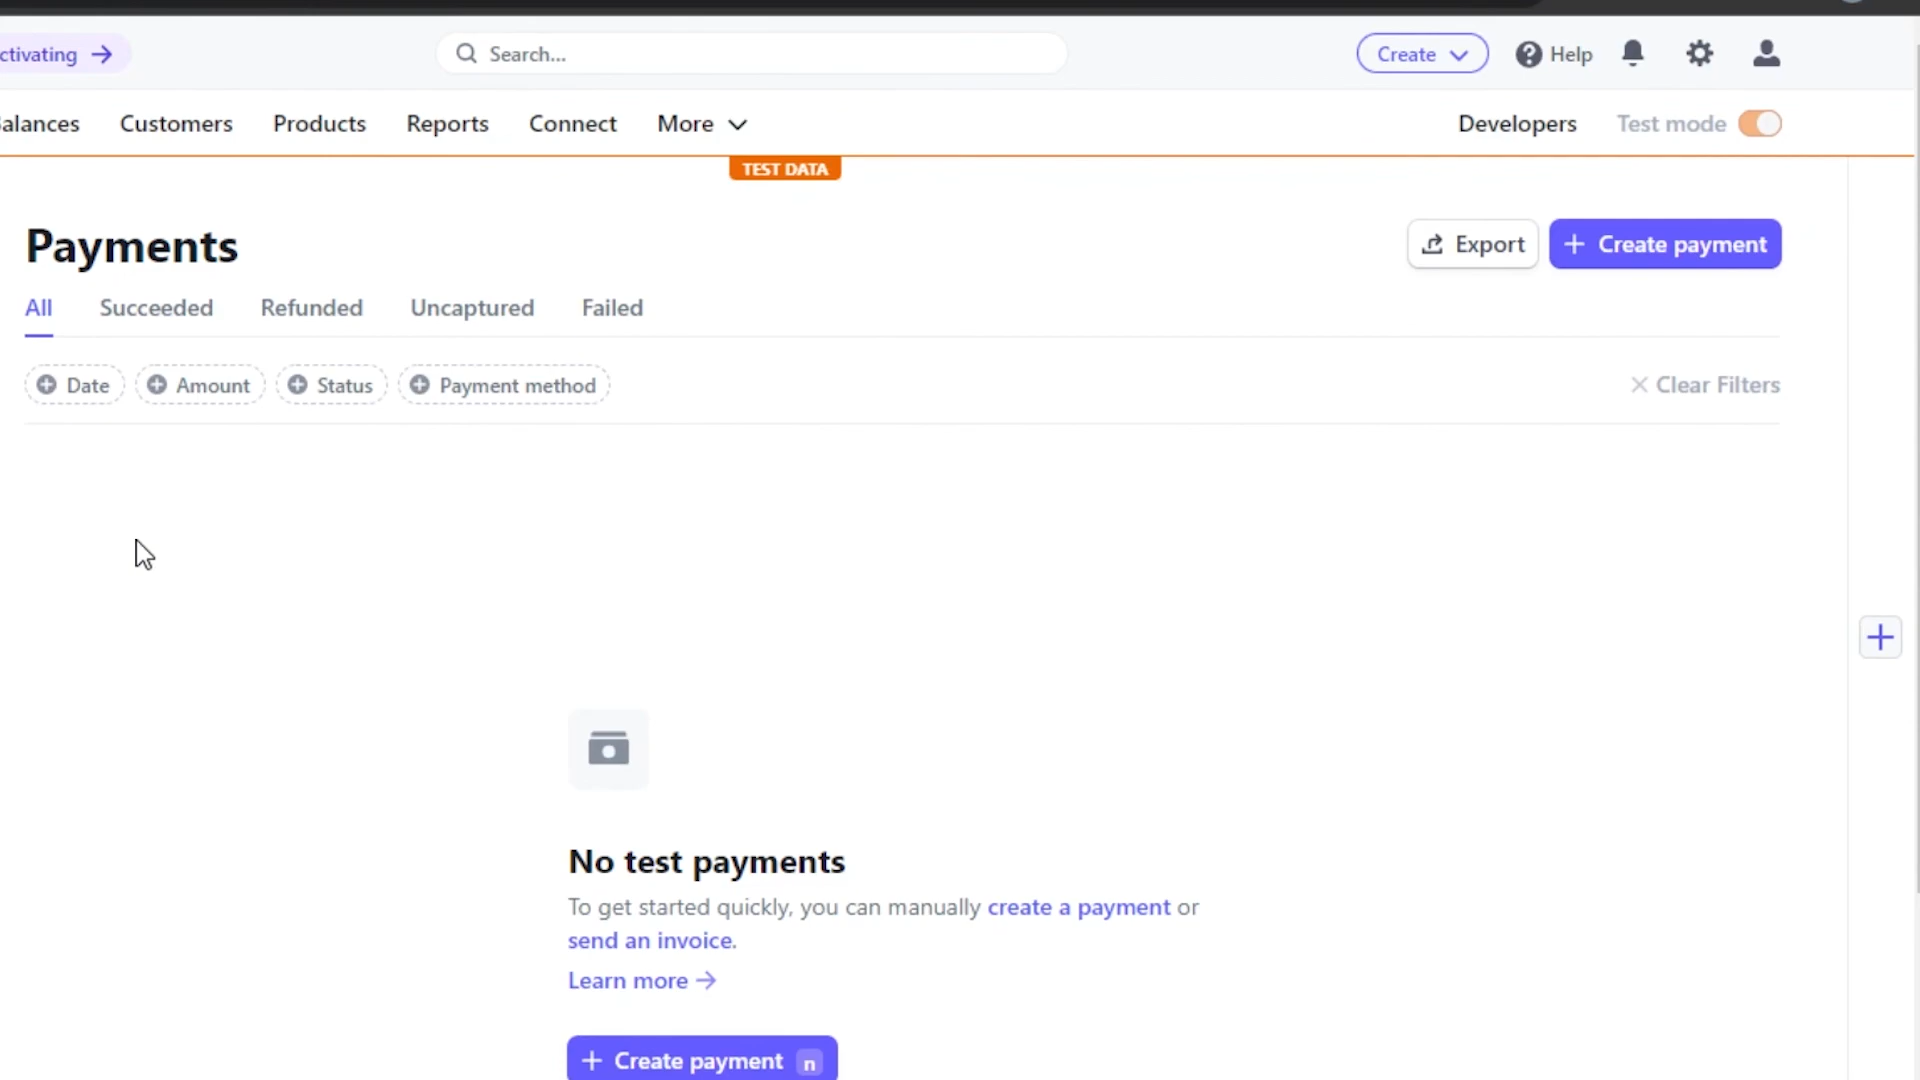 ctivating →
Search...
Create
Help
alances
Customers
Products
Reports
Connect
More
Developers
Test mode
TEST DATA
Payments
Export
+ Create payment
All
Succeeded
Refunded
Uncaptured
Failed
Date
Amount
Status
Payment method
× Clear Filters
No test payments
To get started quickly, you can manually create a payment or
send an invoice.
Learn more →
+ Create payment n